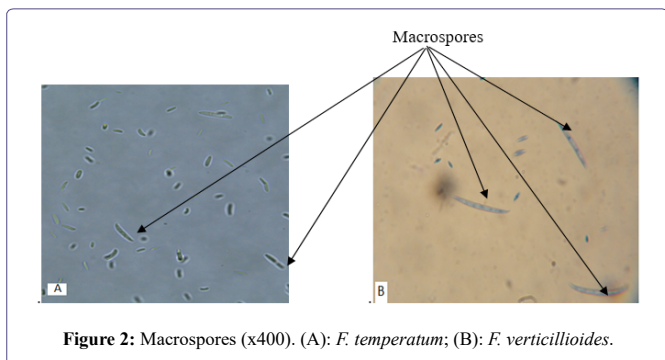 Macrospores
A
B
Figure 2: Macrospores (x400). (A): F. temperatum; (B): F. verticillioides.